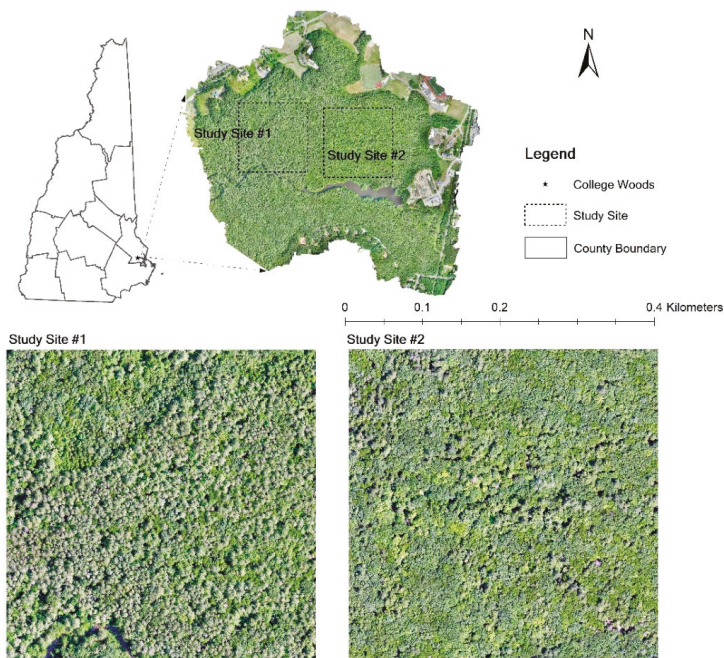 N
Study Site #1
Study Site #2
Legend
College Woods
Study Site
County Boundary
0 0.1 0.2 0.4 Kilometers
Study Site #1
Study Site #2